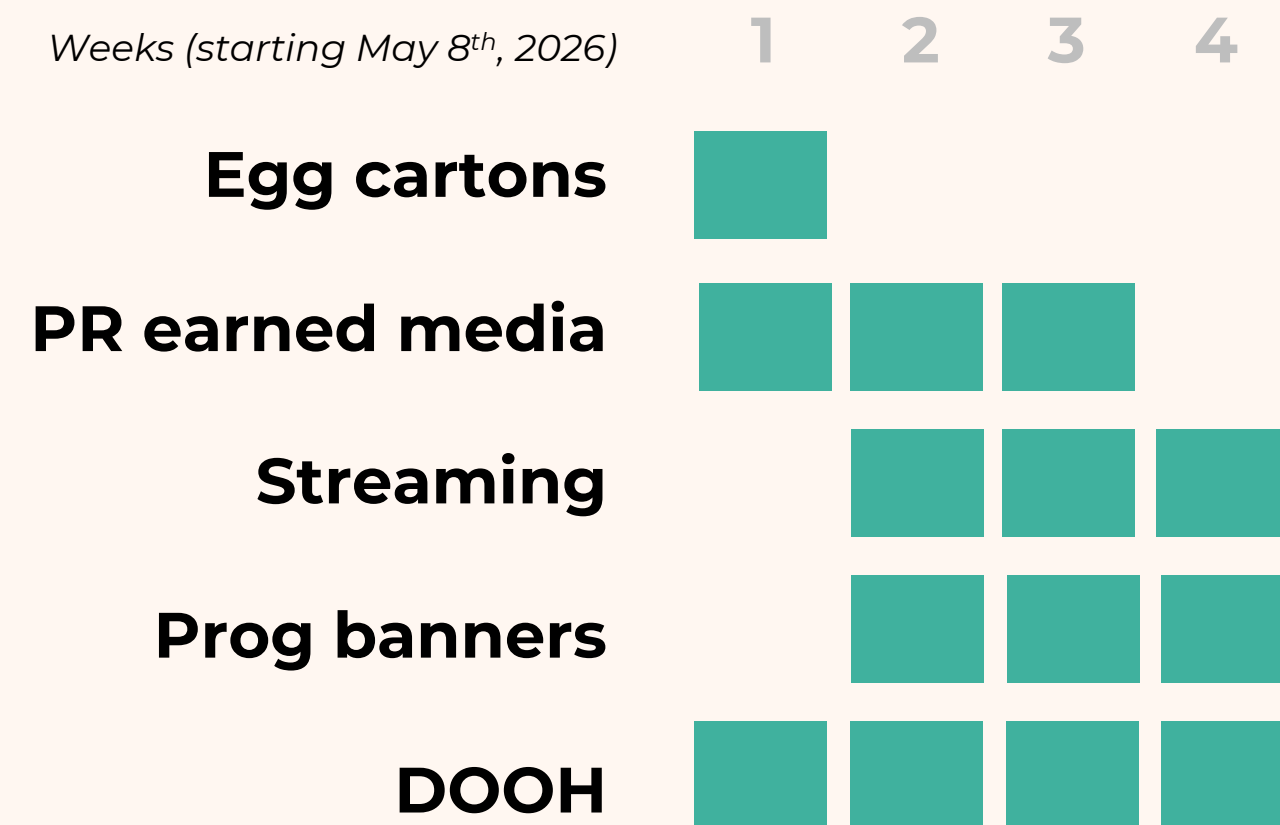 Weeks (starting May 8th, 2026) 1 2 3 4
Egg cartons
PR earned media
Streaming
Prog banners
DOOH